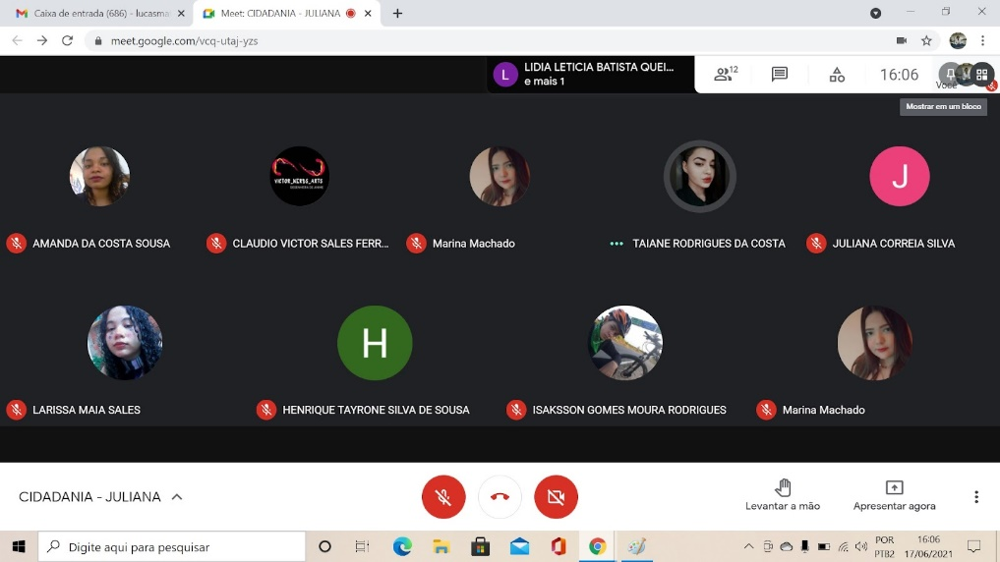 Caixa de entrada (686) - lucasma
Meet: CIDADANIA - JULIANA
meet.google.com/vcq-utaj-yzs
L
LIDIA LETICIA BATISTA QUEI...
e mais 1
12
16:06
Você
Mostrar em um bloco
VICTOR_NERDS_ARTS
J
AMANDA DA COSTA SOUSA
CLAUDIO VICTOR SALES FERR...
Marina Machado
TAIANE RODRIGUES DA COSTA
JULIANA CORREIA SILVA
H
LARISSA MAIA SALES
HENRIQUE TAYRONE SILVA DE SOUSA
ISAKSSON GOMES MOURA RODRIGUES
Marina Machado
CIDADANIA - JULIANA
Levantar a mão
Apresentar agora
Digite aqui para pesquisar
POR
PTB2
16:06
17/06/2021